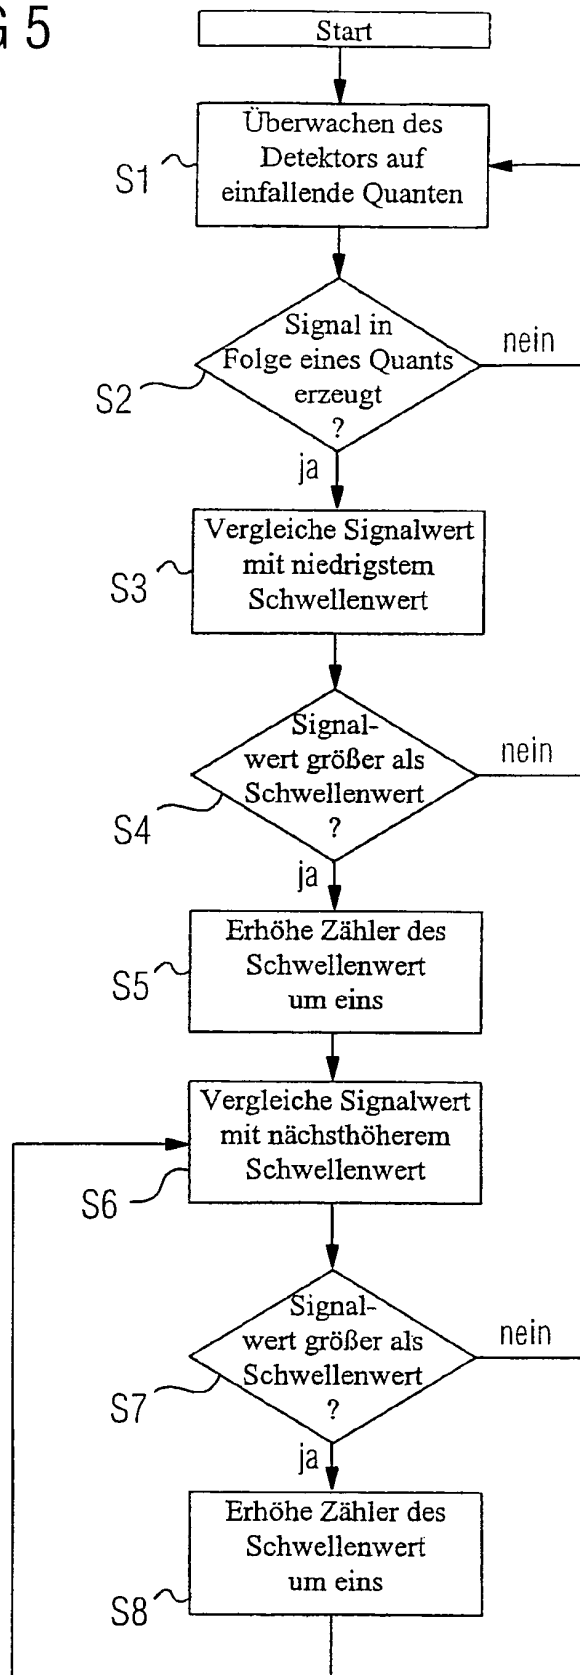 G 5
Start
Überwachen des
Detektors auf
einfallende Quanten
S1
Signal in
Folge eines Quants
erzeugt
?
nein
S2
ja
Vergleiche Signalwert
mit niedrigstem
Schwellenwert
S3
Signal-
wert größer als
Schwellenwert
?
nein
S4
ja
Erhöhe Zähler des
Schwellenwert
um eins
S5
Vergleiche Signalwert
mit nächsthöherem
Schwellenwert
S6
Signal-
wert größer als
Schwellenwert
?
nein
S7
ja
Erhöhe Zähler des
Schwellenwert
um eins
S8